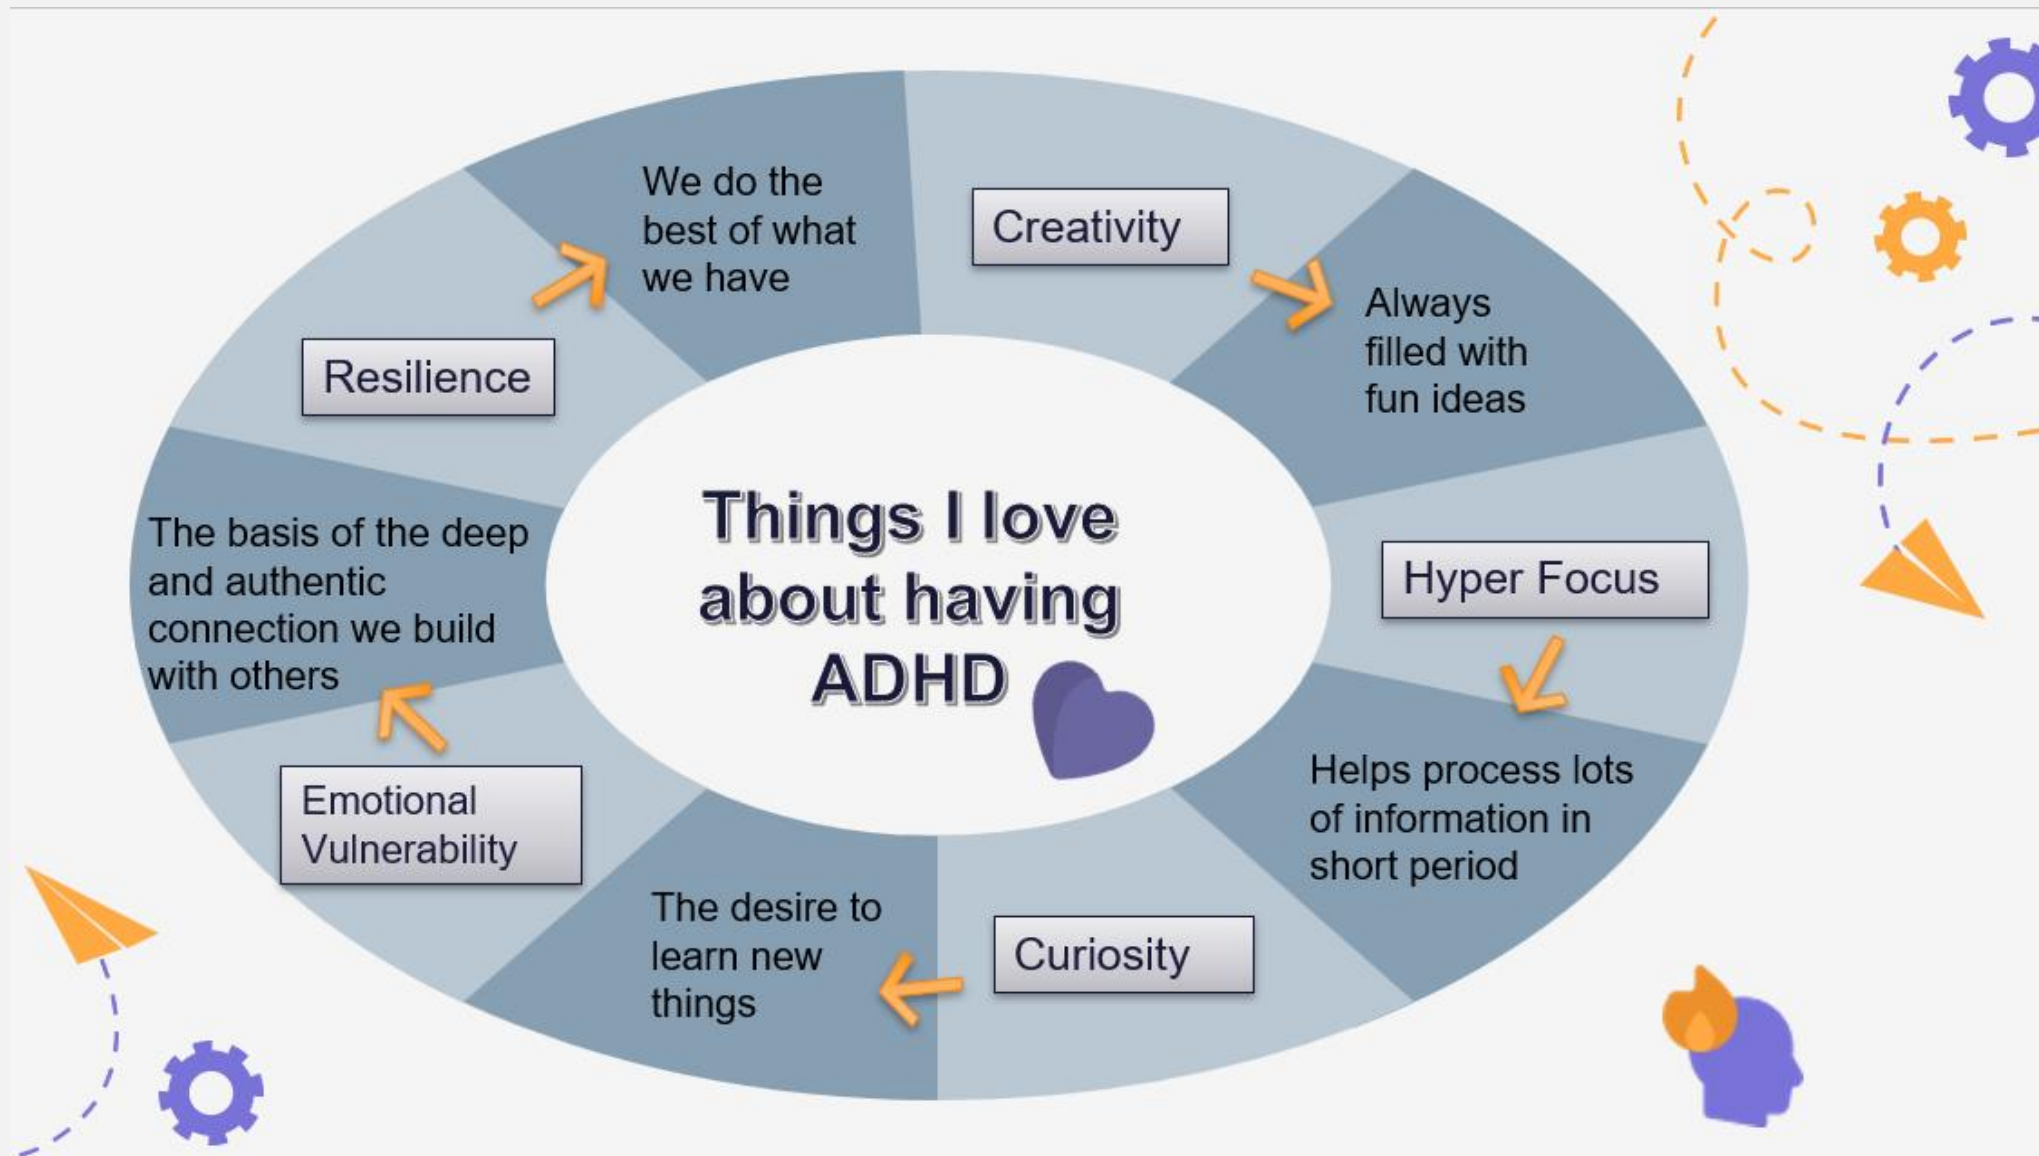 Things I love
about having
ADHD
Creativity
Always
filled with
fun ideas
Hyper Focus
Helps process lots
of information in
short period
Curiosity
The desire to
learn new
things
Emotional
Vulnerability
The basis of the deep
and authentic
connection we build
with others
Resilience
We do the
best of what
we have